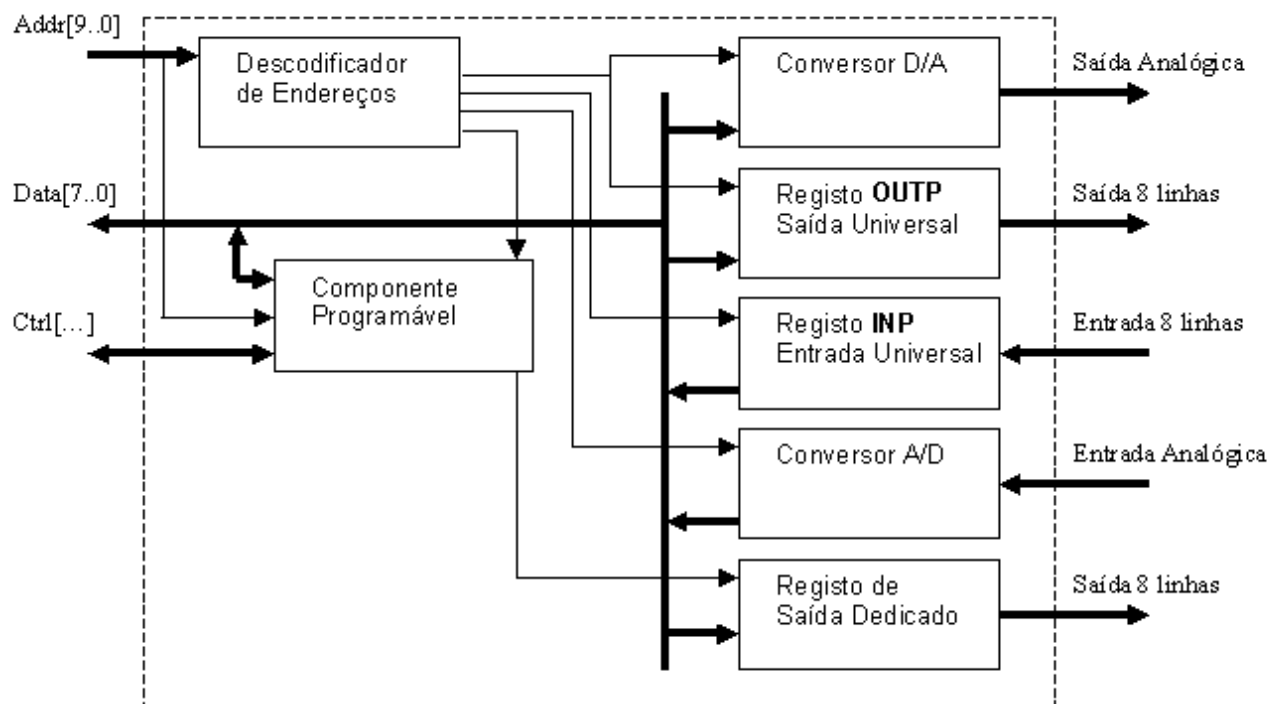 Addr[9..0]
Descodificador
de Endereços
Conversor D/A
Saída Analógica
Data[7..0]
Registo OUTP
Saída Universal
Saída 8 linhas
Componente
Programável
Ctrl[...]
Registo INP
Entrada Universal
Entrada 8 linhas
Conversor A/D
Entrada Analógica
Registo de
Saída Dedicado
Saída 8 linhas